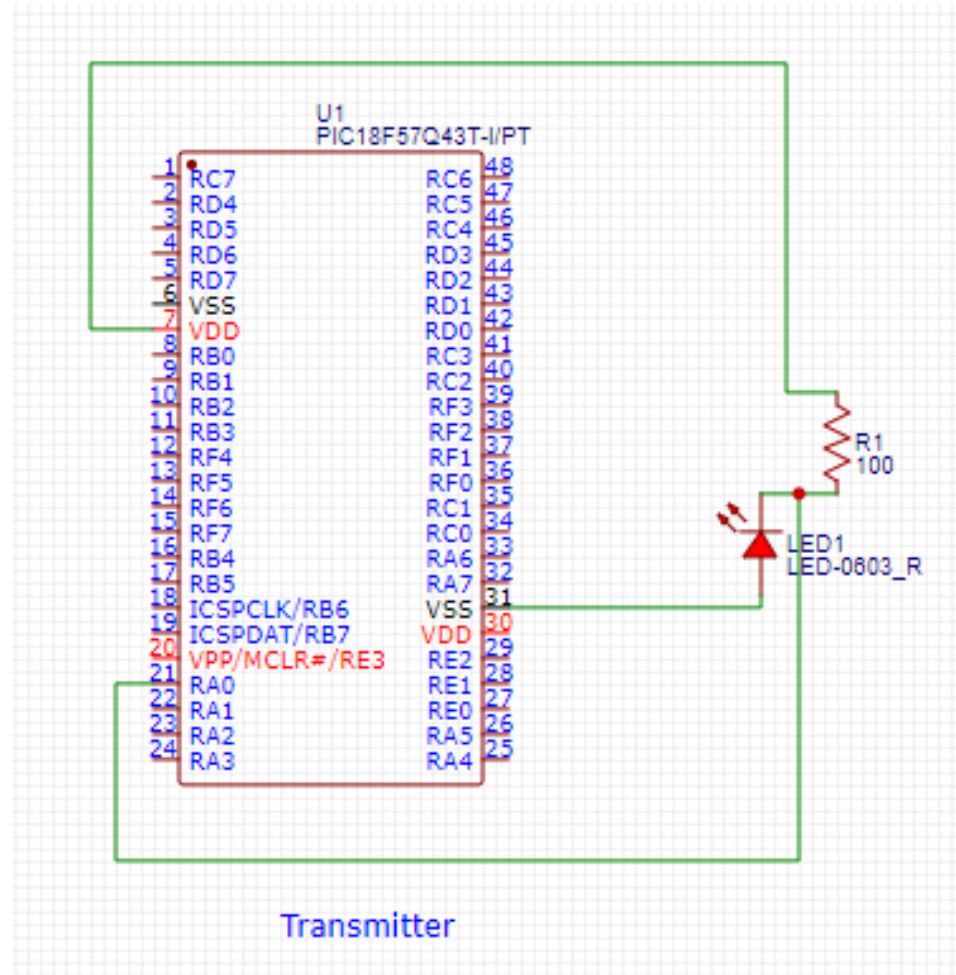 U1
PIC18F57Q43T-I/PT
1 RC7 RC6 48
2 RD4 RC5 47
3 RD5 RC4 46
4 RD6 RD3 45
5 RD7 RD2 44
6 VSS RD1 43
7 VDD RD0 42
8 RB0 RC3 41
9 RB1 RC2 40
10 RB2 RF3 39
11 RB3 RF2 38
12 RF4 RF1 37
13 RF5 RF0 36
14 RF6 RC1 35
15 RF7 RC0 34
16 RB4 RA6 33
17 RB5 RA7 32
18 ICSPCLK/RB6 VSS 31
19 ICSPDAT/RB7 VDD 30
20 VPP/MCLR#/RE3 RE2 29
21 RA0 RE1 28
22 RA1 RE0 27
23 RA2 RA5 26
24 RA3 RA4 25
R1
100
LED1
LED-0603_R
Transmitter